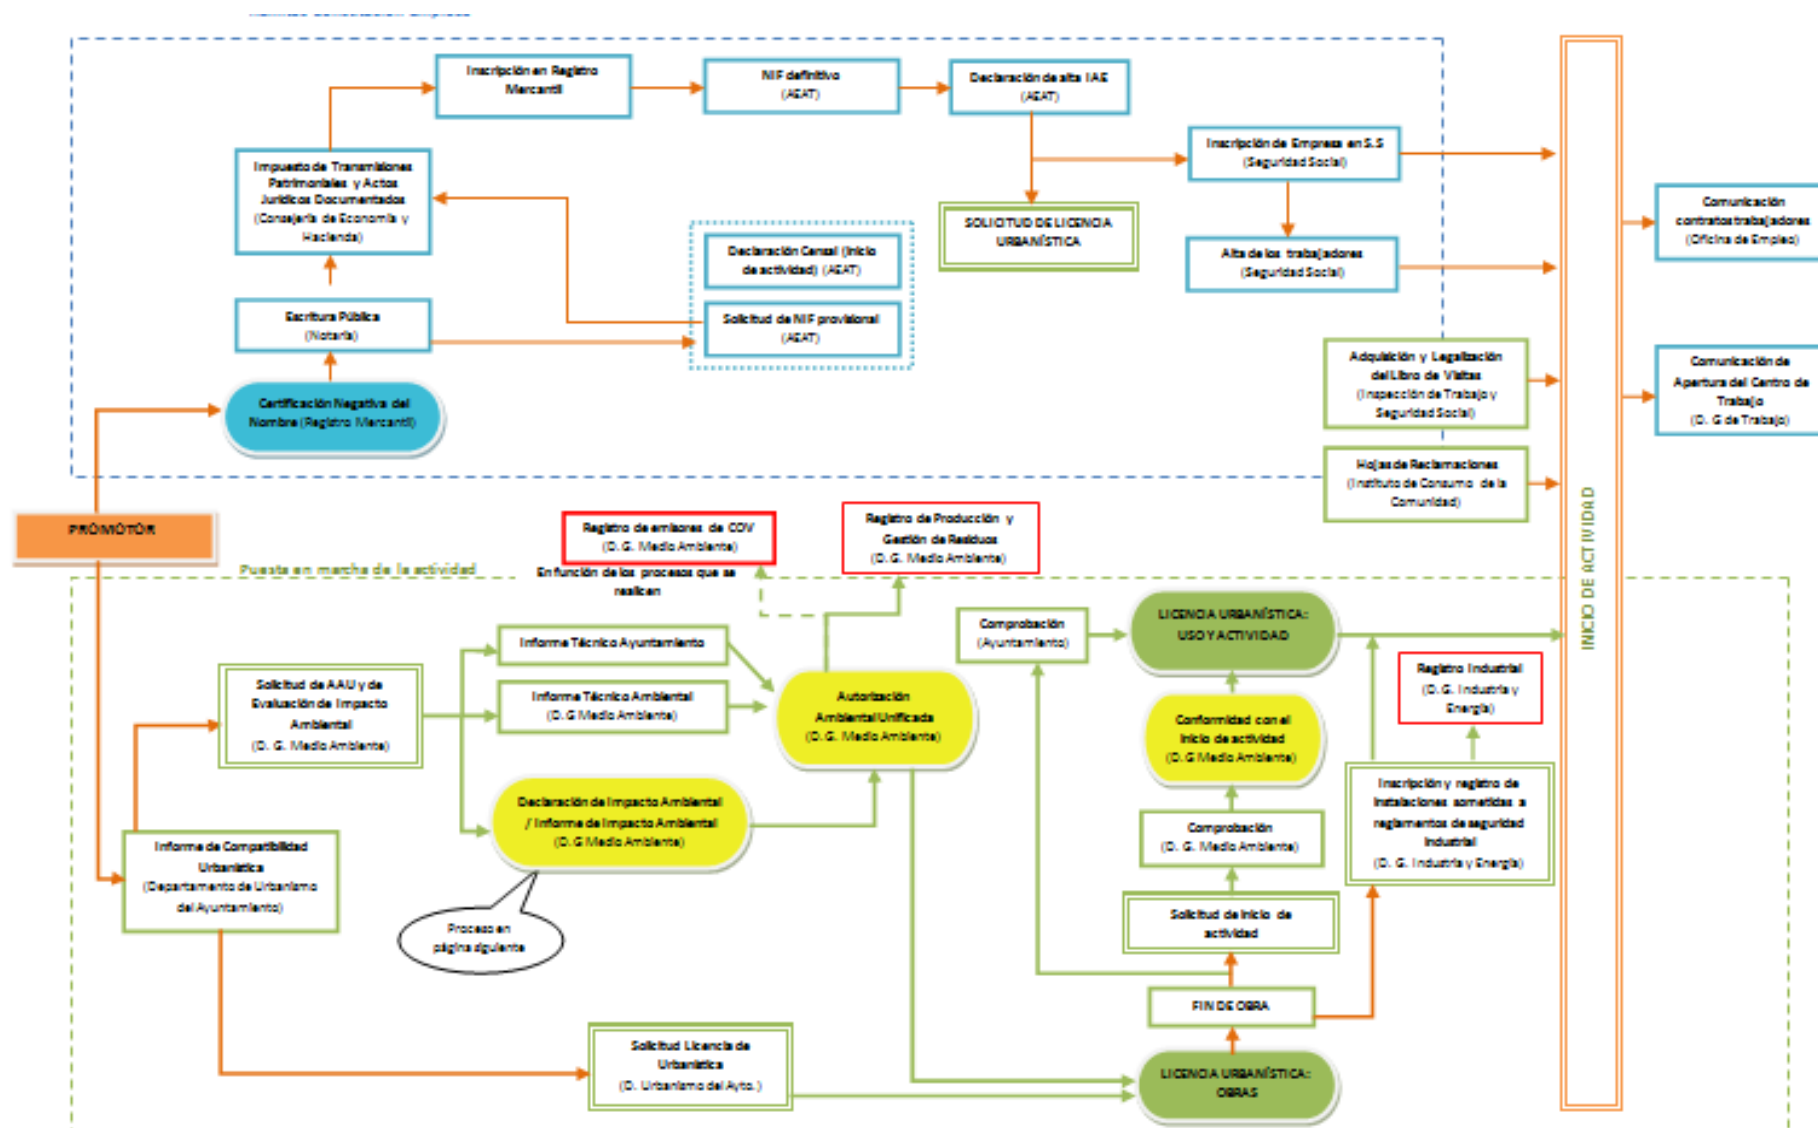 Inscripción en Registro
Mercantil
NIF definitivo
(AEAT)
Declaración de alta IAE
(AEAT)
Impuesto de Transmisiones
Patrimoniales y Actos
Jurídicos Documentados
(Consejería de Economía y
Hacienda)
Inscripción de Empresa en S.S
(Seguridad Social)
SOLICITUD DE LICENCIA
URBANÍSTICA
Comunicación
contratos trabajadores
(Oficina de Empleo)
Declaración Censal (Inicio
de actividad) (AEAT)
Alta de los trabajadores
(Seguridad Social)
Escritura Pública
(Notaría)
Solicitud de NIF provisional
(AEAT)
Adquisición y Legalización
del Libro de Visitas
(Inspección de Trabajo y
Seguridad Social)
Comunicación de
Apertura del Centro de
Trabajo
(D. G de Trabajo)
Certificación Negativa del
Nombre (Registro Mercantil)
Hojas de Reclamaciones
(Instituto de Consumo de la
Comunidad)
INICIO DE ACTIVIDAD
PROMOTOR
Registro de emisores de COV
(D. G. Medio Ambiente)
Registro de Producción y
Gestión de Residuos
(D. G. Medio Ambiente)
Puesta en marcha de la actividad
En función de los procesos que se
realicen
Informe Técnico Ayuntamiento
Comprobación
(Ayuntamiento)
LICENCIA URBANÍSTICA:
USO Y ACTIVIDAD
Solicitud de AAU y de
Evaluación de Impacto
Ambiental
(D. G. Medio Ambiente)
Informe Técnico Ambiental
(D. G Medio Ambiente)
Autorización
Ambiental Unificada
(D. G. Medio Ambiente)
Conformidad con el
Inicio de actividad
(D. G Medio Ambiente)
Registro Industrial
(D. G. Industria y
Energía)
Declaración de Impacto Ambiental
/ Informe de Impacto Ambiental
(D. G Medio Ambiente)
Comprobación
(D. G. Medio Ambiente)
Inscripción y registro de
Instalaciones sometidas a
reglamentos de seguridad
Industrial
(D. G. Industria y Energía)
Informe de Compatibilidad
Urbanística
(Departamento de Urbanismo
del Ayuntamiento)
Proceso en
página siguiente
Solicitud de Inicio de
actividad
FIN DE OBRA
Solicitud Licencia de
Urbanística
(D. Urbanismo del Ayto.)
LICENCIA URBANÍSTICA:
OBRAS